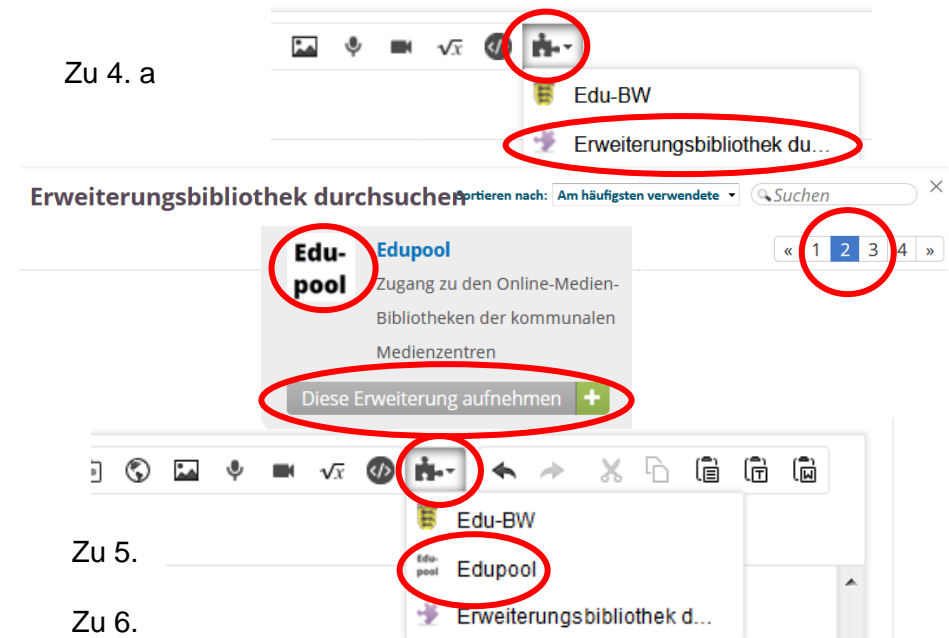 √x </>
Zu 4. a
Edu-BW
Erweiterungsbibliothek du...
Erweiterungsbibliothek durchsuchen Sortieren nach: Am häufigsten verwendete Suchen ×
« 1 2 3 4 »
Edu-
pool
Edupool
Zugang zu den Online-Medien-
Bibliotheken der kommunalen
Medienzentren
Diese Erweiterung aufnehmen +
√x </> T W
Edu-BW
Zu 5.
Edu-
pool
Edupool
Zu 6.
Erweiterungsbibliothek d...